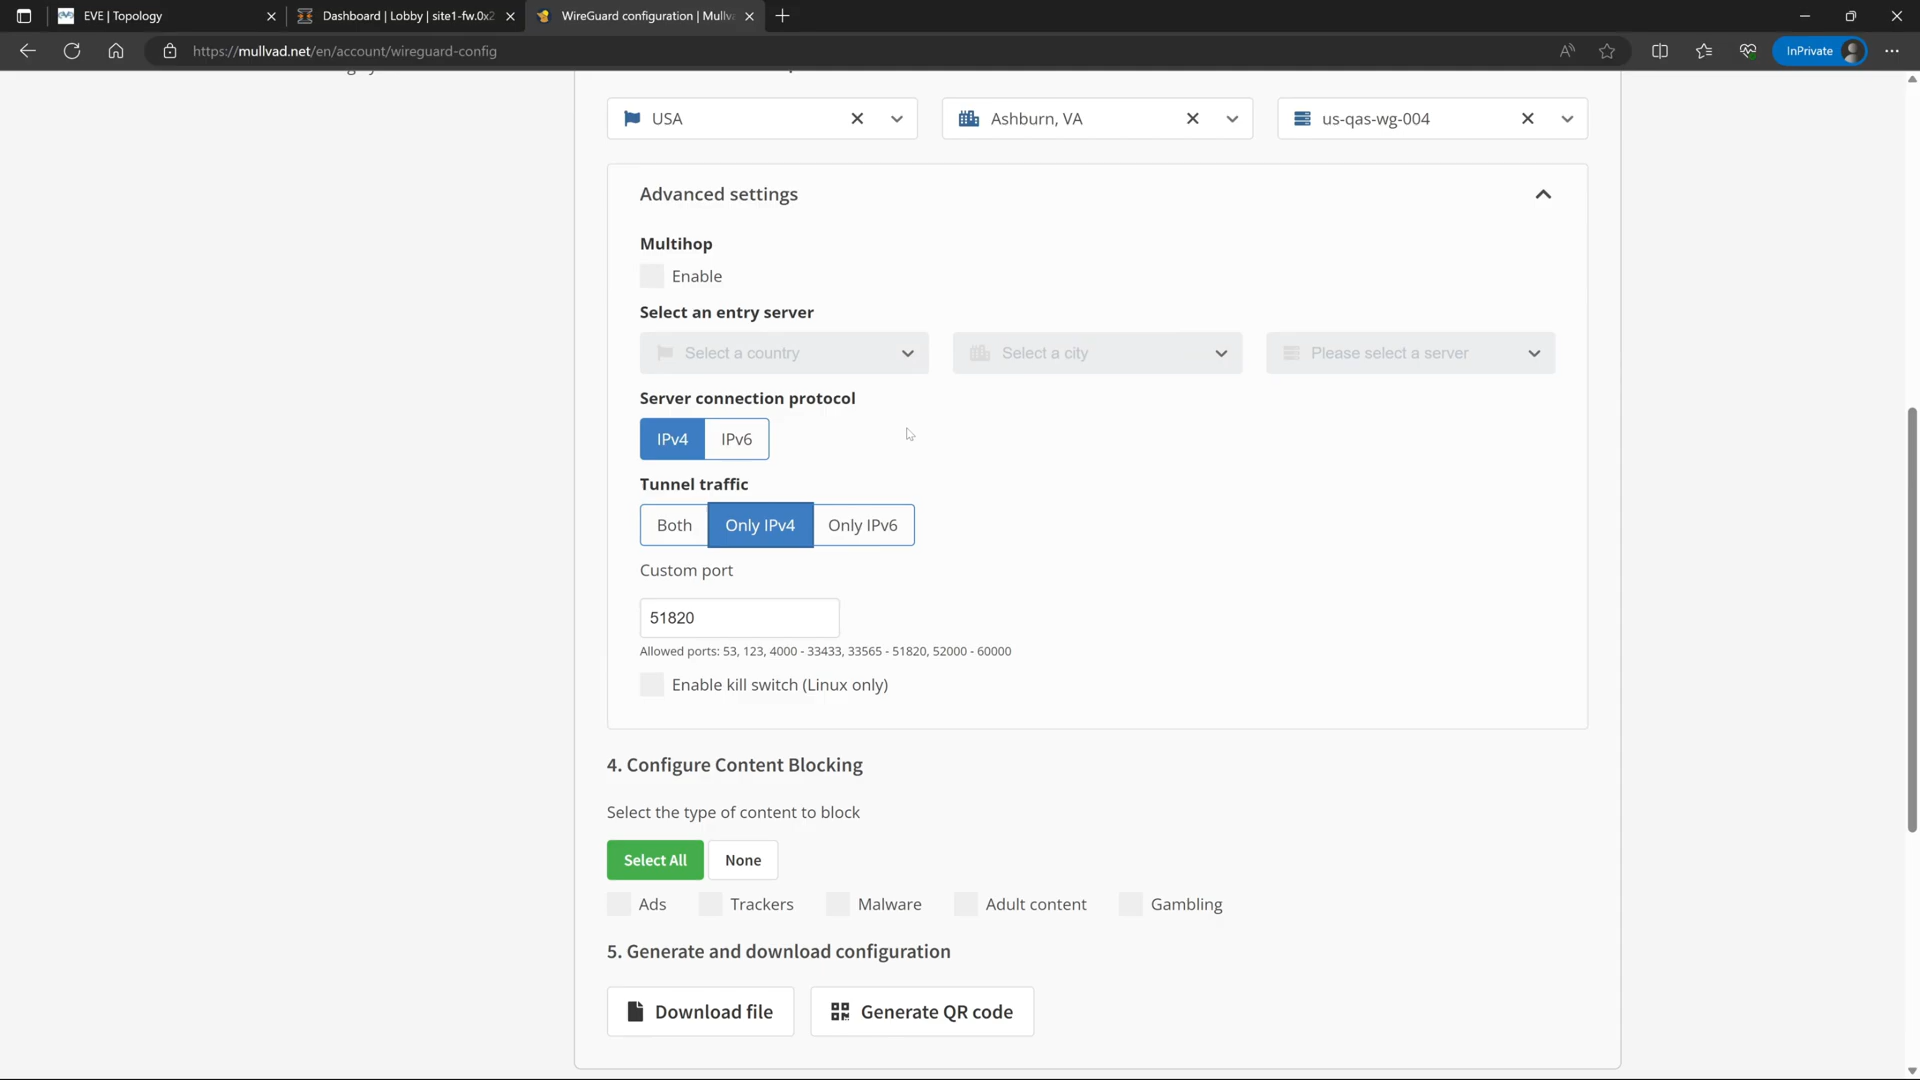 EVE | Topology
Dashboard | Lobby | site1-fw.0x2
WireGuard configuration | Mullv
https://mullvad.net/en/account/wireguard-config
InPrivate
USA
Ashburn, VA
us-qas-wg-004
Advanced settings
Multihop
Enable
Select an entry server
Select a country
Select a city
Please select a server
Server connection protocol
IPv4
IPv6
Tunnel traffic
Both
Only IPv4
Only IPv6
Custom port
51820
Allowed ports: 53, 123, 4000 - 33433, 33565 - 51820, 52000 - 60000
Enable kill switch (Linux only)
4. Configure Content Blocking
Select the type of content to block
Select All
None
Ads
Trackers
Malware
Adult content
Gambling
5. Generate and download configuration
Download file
Generate QR code